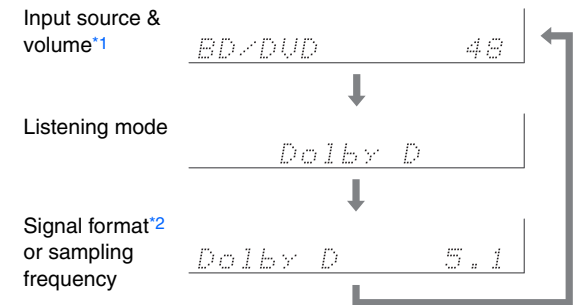 Input source &
volume*1
BD/DVD 48
Listening mode
Dolby D
Signal format*2
or sampling
frequency
Dolby D 5.1